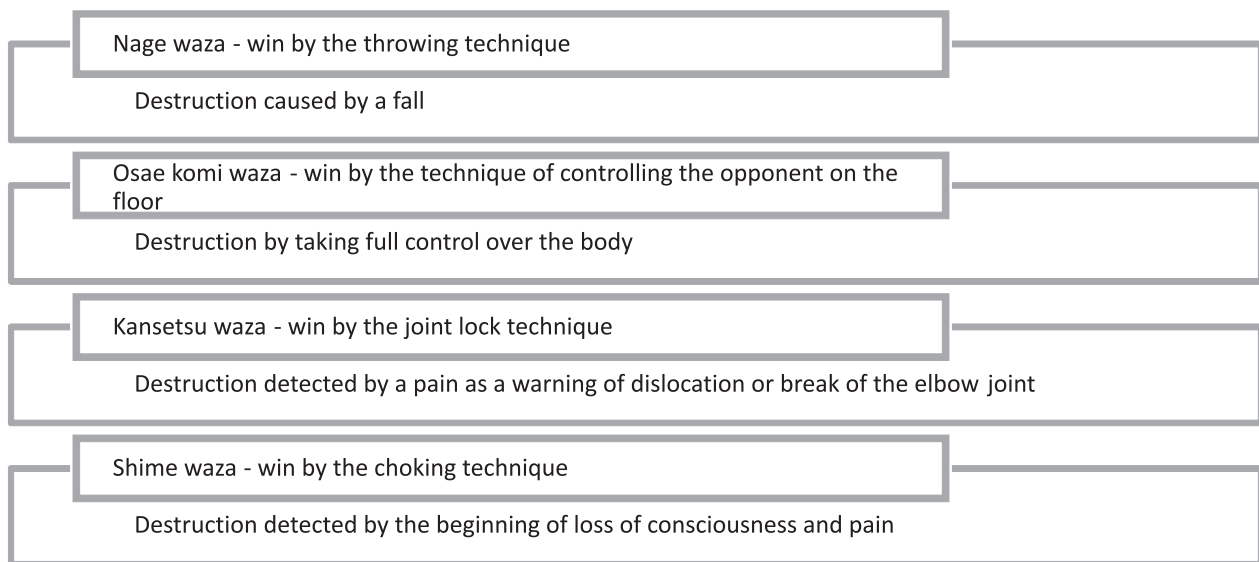 Nage waza - win by the throwing technique
Destruction caused by a fall
Osae komi waza - win by the technique of controlling the opponent on the
floor
Destruction by taking full control over the body
Kansetsu waza - win by the joint lock technique
Destruction detected by a pain as a warning of dislocation or break of the elbow joint
Shime waza - win by the choking technique
Destruction detected by the beginning of loss of consciousness and pain